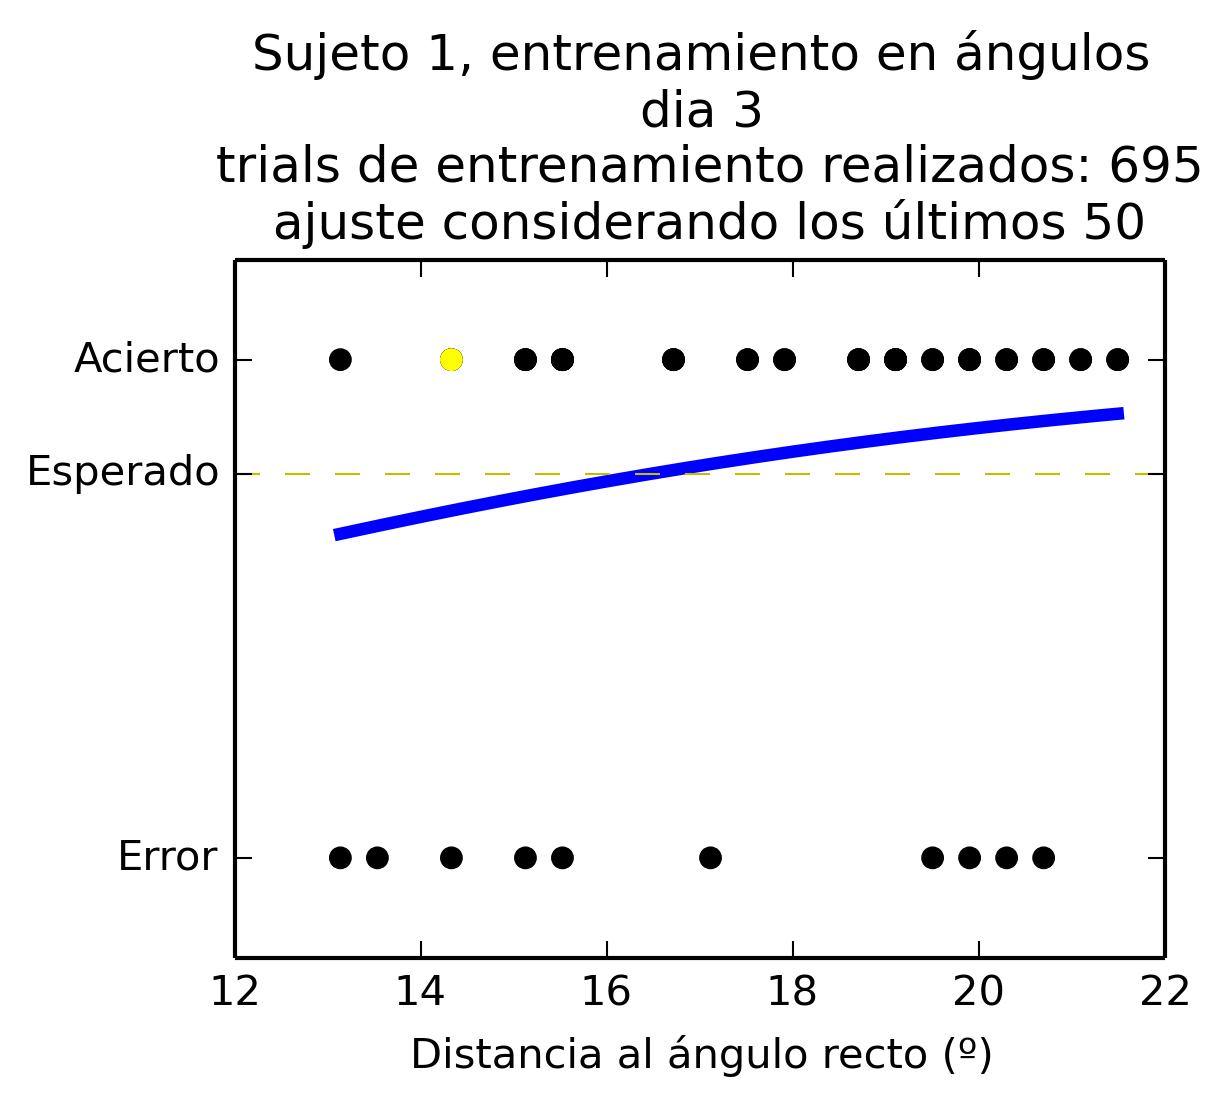 Sujeto 1, entrenamiento en ángulos
dia 3
trials de entrenamiento realizados: 695
ajuste considerando los últimos 50
Acierto
Esperado
Error
12 14 16 18 20 22
Distancia al ángulo recto (º)